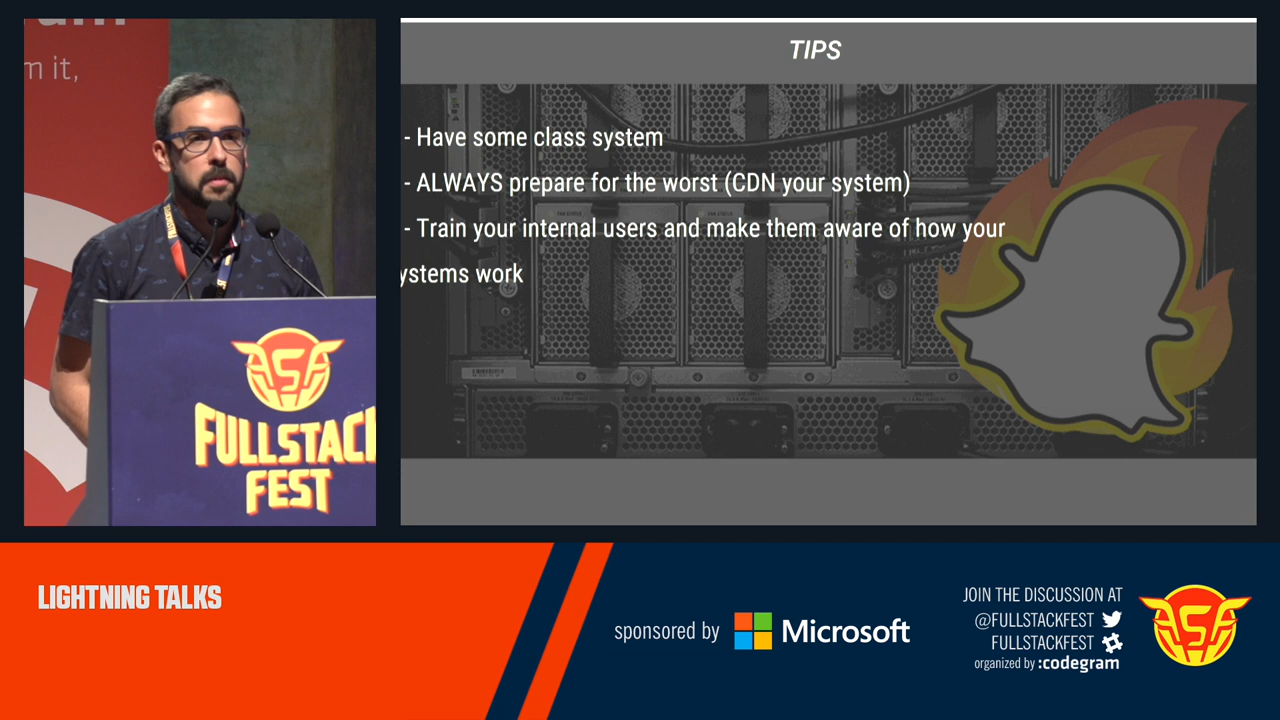 m it,
FULLSTACK
FEST
TIPS
- Have some class system
- ALWAYS prepare for the worst (CDN your system)
- Train your internal users and make them aware of how your
ystems work
LIGHTNING TALKS
sponsored by Microsoft
JOIN THE DISCUSSION AT
@FULLSTACKFEST
FULLSTACKFEST
organized by :codegram